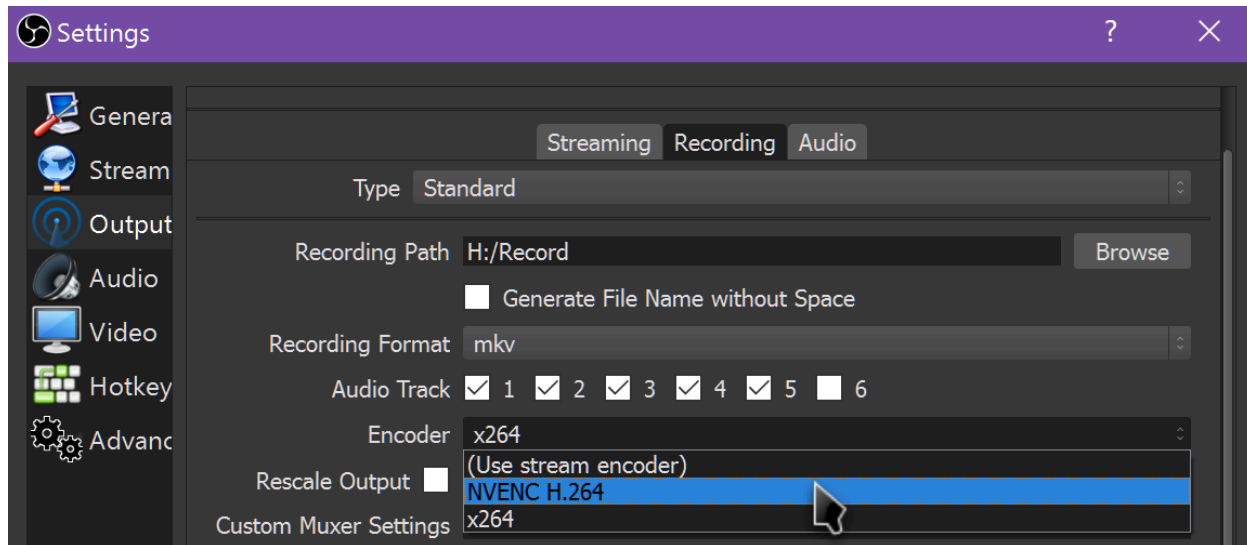 Settings
?
Genera
Stream
Output
Audio
Video
Hotkey
Advanc
Streaming Recording Audio
Type Standard
Recording Path H:/Record Browse
Generate File Name without Space
Recording Format mkv
Audio Track 1 2 3 4 5 6
Encoder x264
(Use stream encoder)
Rescale Output NVENC H.264
Custom Muxer Settings x264